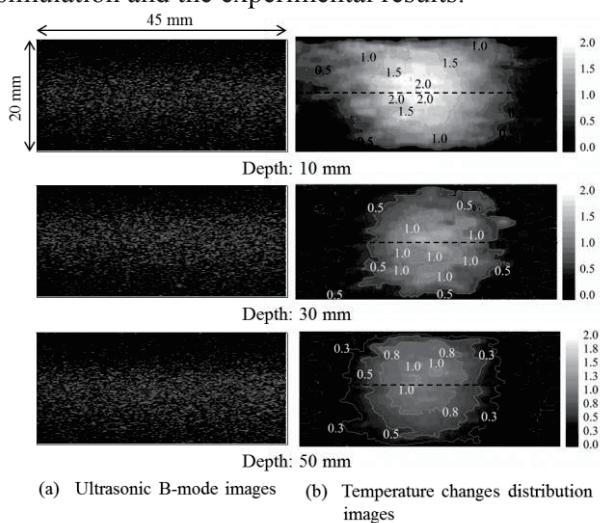 simulation and the experimental results.
45 mm
20 mm
1.0 1.0
0.5 1.5 1.5
2.0
2.0 2.0
1.5
0.5 1.0 0.5
2.0
1.5
1.0
0.5
0.0
Depth: 10 mm
0.5 0.5
1.0
1.0 1.0
1.0
0.5 1.0 1.0 0.5
0.5 0.5
2.0
1.5
1.0
0.5
0.0
Depth: 30 mm
0.3 0.8 0.8 0.3
1.0 1.0
0.5
1.0
0.8 0.3
0.3 0.5
2.0
1.8
1.5
1.3
1.0
0.8
0.5
0.3
0.0
Depth: 50 mm
(a) Ultrasonic B-mode images
(b) Temperature changes distribution
images